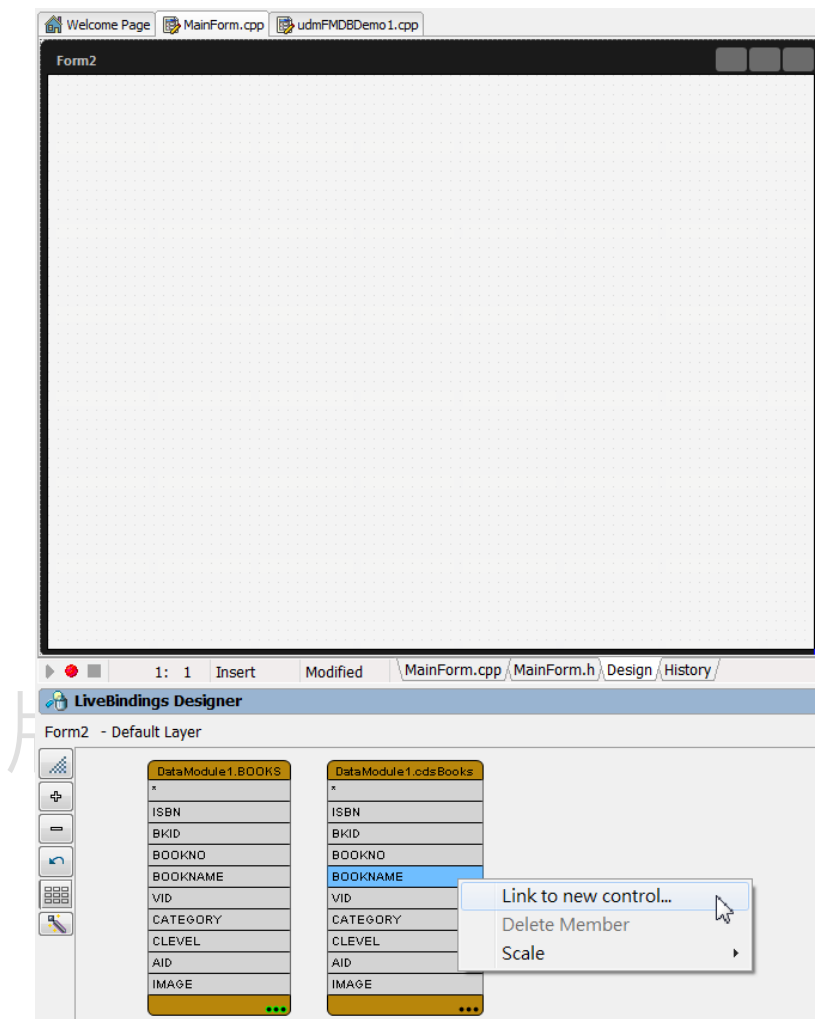 Welcome Page MainForm.cpp udmFMDBDemo1.cpp
Form2
1: 1 Insert Modified MainForm.cpp MainForm.h Design History
LiveBindings Designer
Form2 - Default Layer
DataModule1.BOOKS
*
ISBN
BKID
BOOKNO
BOOKNAME
VID
CATEGORY
CLEVEL
AID
IMAGE
DataModule1.cdsBooks
*
ISBN
BKID
BOOKNO
BOOKNAME
VID
CATEGORY
CLEVEL
AID
IMAGE
Link to new control...
Delete Member
Scale